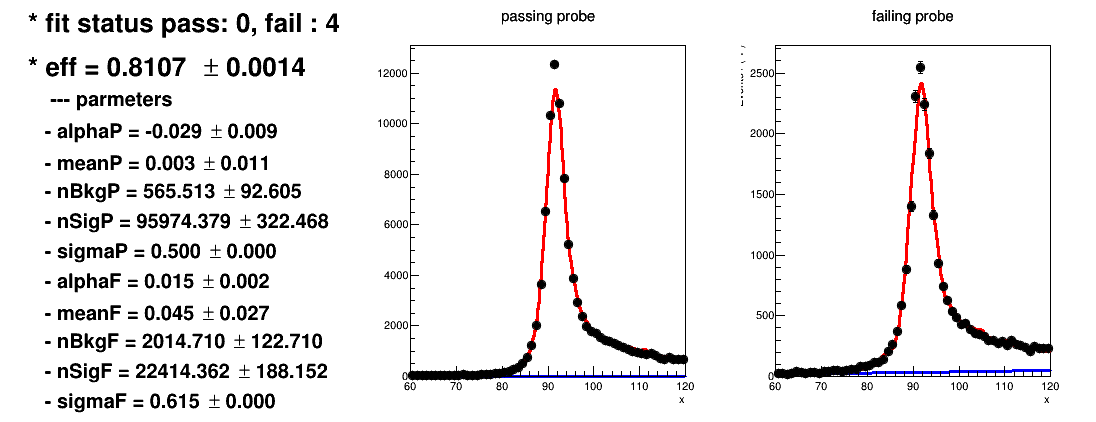 * fit status pass: 0, fail : 4
* eff = 0.8107 ± 0.0014
--- parmeters
- alphaP = -0.029 ± 0.009
- meanP = 0.003 ± 0.011
- nBkgP = 565.513 ± 92.605
- nSigP = 95974.379 ± 322.468
- sigmaP = 0.500 ± 0.000
- alphaF = 0.015 ± 0.002
- meanF = 0.045 ± 0.027
- nBkgF = 2014.710 ± 122.710
- nSigF = 22414.362 ± 188.152
- sigmaF = 0.615 ± 0.000
passing probe
12000
10000
8000
6000
4000
2000
0
60 70 80 90 100 110 120
x
failing probe
2500
2000
1500
1000
500
0
60 70 80 90 100 110 120
x